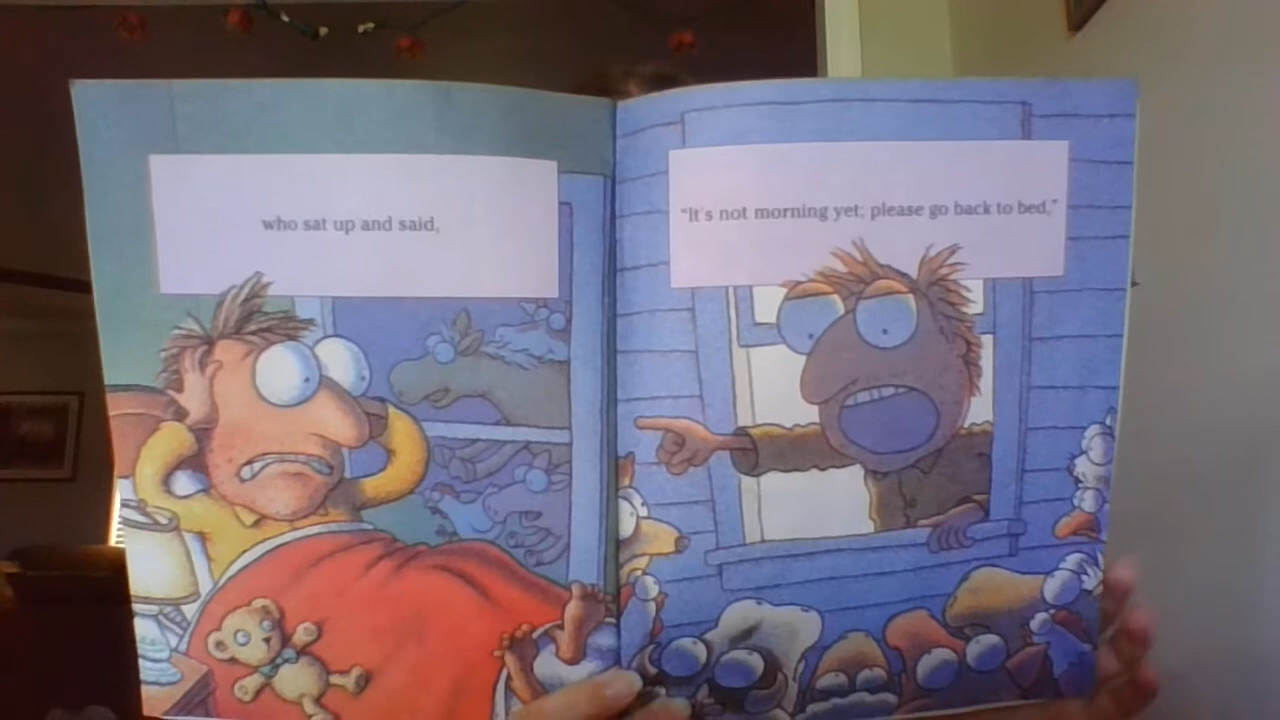 who sat up and said,
“It's not morning yet; please go back to bed,”